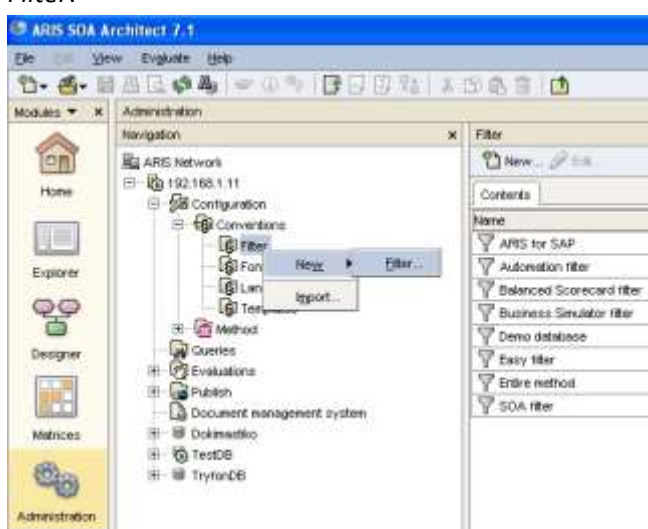 Filter.
ARIS SOA Architect 7.1
File View Evaluate Help
Modules
Administration
Navigation
Filter
ARIS Network
New...
192.168.1.11
Home
Configuration
Contents
Conventions
Name
Filter
New
Filter...
ARIS for SAP
Fon
Automation filter
Explorer
Lan
Import...
Balanced Scorecard filter
Business Simulator filter
Method
Demo database
Designer
Queries
Easy filter
Evaluations
Entire method
Publish
SOA filter
Document management system
Matrices
Dokimastiko
TestDB
TryfonDB
Administration